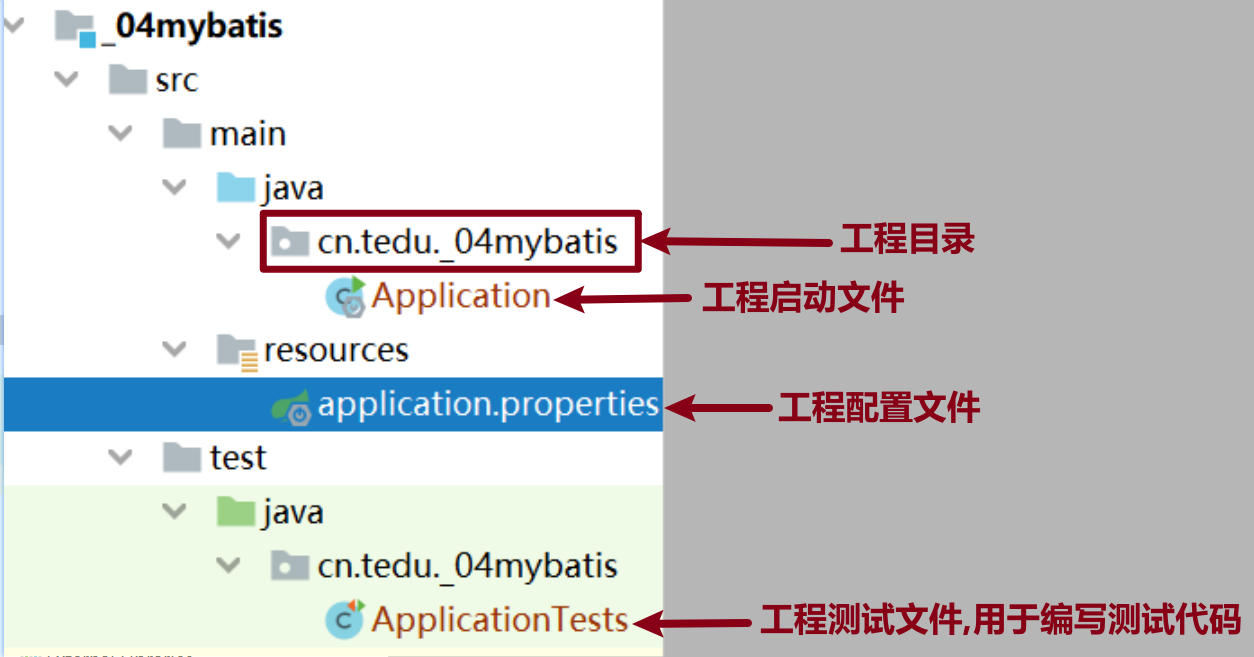 _04mybatis
src
main
java
cn.tedu._04mybatis
工程目录
Application
工程启动文件
resources
application.properties
工程配置文件
test
java
cn.tedu._04mybatis
ApplicationTests
工程测试文件,用于编写测试代码